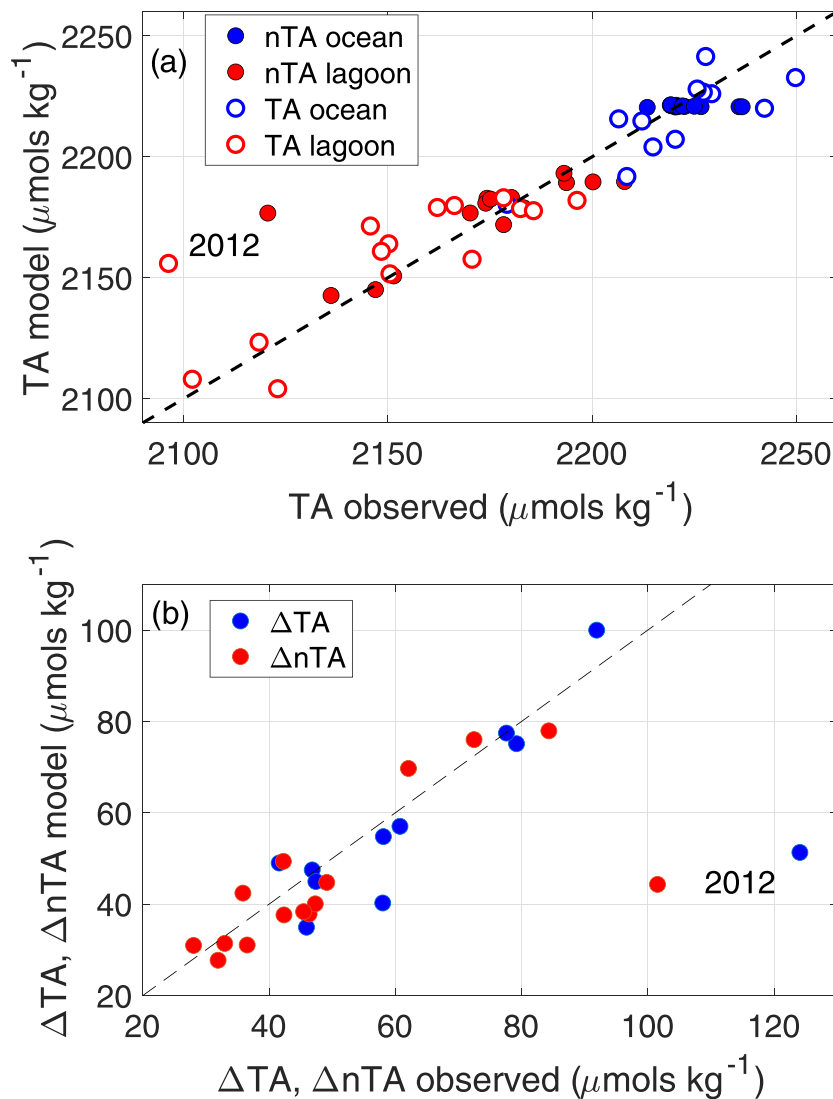 (a)
nTA ocean
nTA lagoon
TA ocean
TA lagoon
2012
2250
2200
2150
2100
TA model (μmols kg⁻¹)
2100 2150 2200 2250
TA observed (μmols kg⁻¹)
(b)
ΔTA
ΔnTA
2012
100
80
60
40
20
ΔTA, ΔnTA model (μmols kg⁻¹)
20 40 60 80 100 120
ΔTA, ΔnTA observed (μmols kg⁻¹)